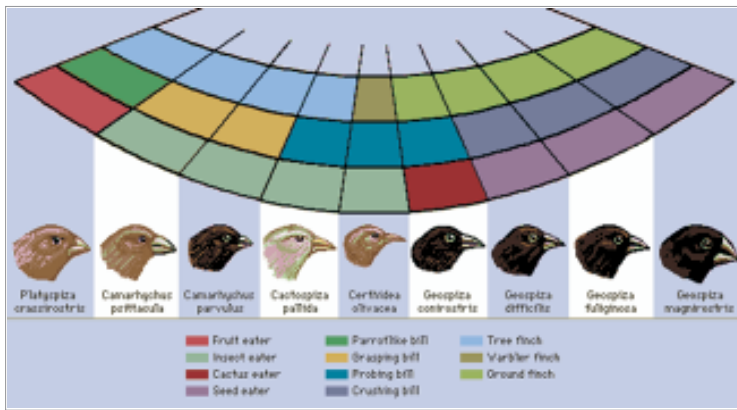 Platyspiza
crassirostris
Camarhychus
psittacula
Camarhychus
parvulus
Cactospiza
pallida
Certhidea
olivacea
Geospiza
conirostris
Geospiza
difficilis
Geospiza
fuliginosa
Geospiza
magnirostris
Fruit eater
Insect eater
Cactus eater
Seed eater
Parrotlike bill
Grasping bill
Probing bill
Crushing bill
Tree finch
Warbler finch
Ground finch